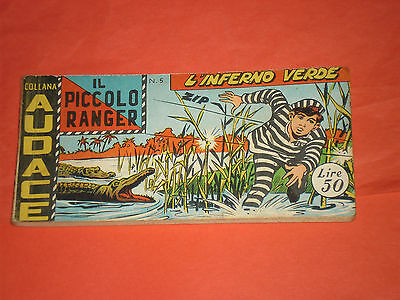 COLLANA
AUDACE
IL
PICCOLO
RANGER
N. 5
L'INFERNO VERDE
ZIP
Lire
50